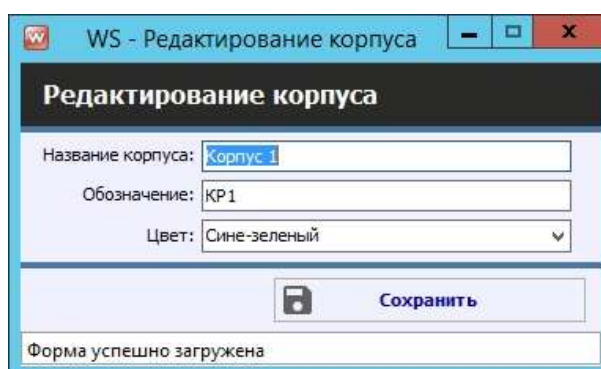 WS - Редактирование корпуса
Редактирование корпуса
Название корпуса: Корпус 1
Обозначение: КР1
Цвет: Сине-зеленый
Сохранить
Форма успешно загружена